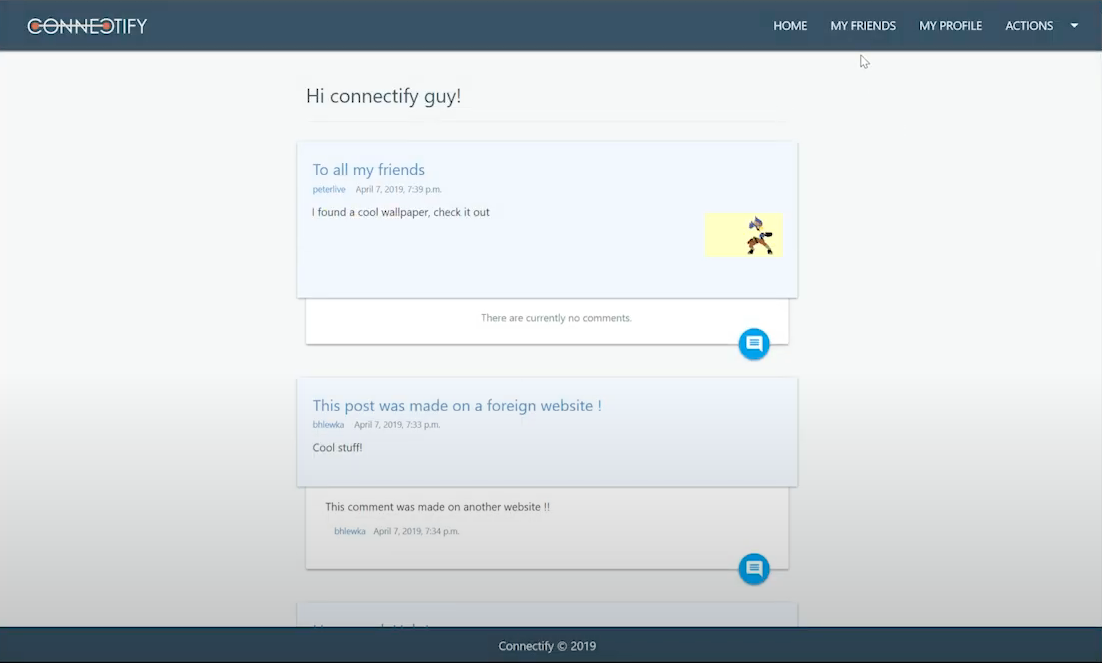 CONNECTIFY
HOME MY FRIENDS MY PROFILE ACTIONS
Hi connectify guy!
To all my friends
peterlive April 7, 2019, 7:39 p.m.
I found a cool wallpaper, check it out
There are currently no comments.
This post was made on a foreign website !
bhlewka April 7, 2019, 7:33 p.m.
Cool stuff!
This comment was made on another website !!
bhlewka April 7, 2019, 7:34 p.m.
Connectify © 2019